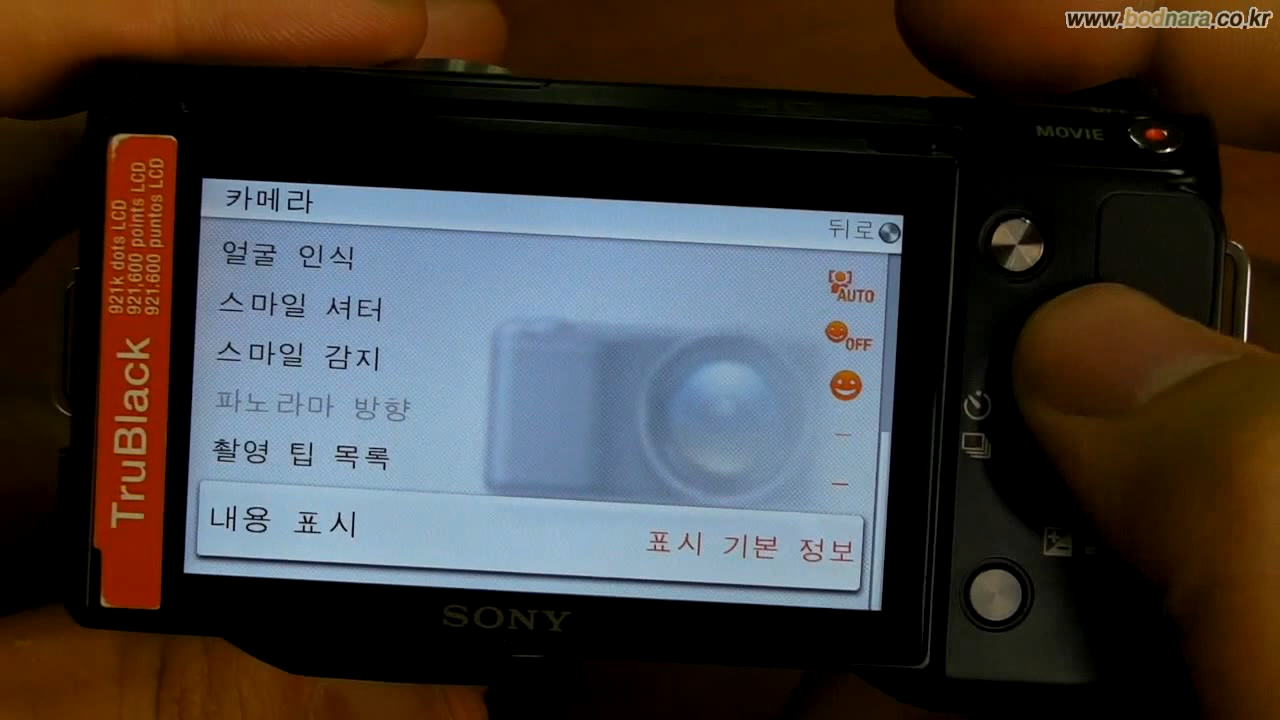 www.bodnara.co.kr
MOVIE
카메라
뒤로
얼굴 인식
AUTO
스마일 셔터
OFF
스마일 감지
파노라마 방향
촬영 팁 목록
내용 표시
표시 기본 정보
SONY
TruBlack
921k dots LCD
921,600 points LCD
921.600 puntos LCD